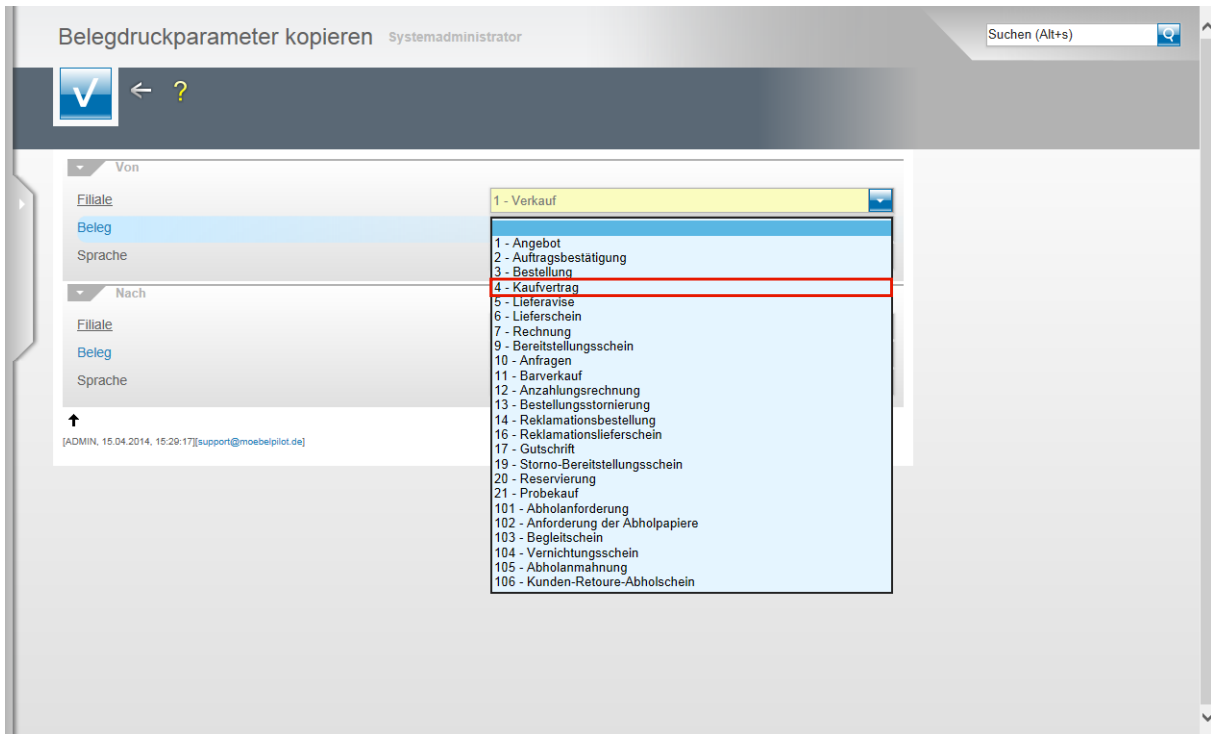 Belegdruckparameter kopieren Systemadministrator
Suchen (Alt+s)
?
Von
Filiale
1 - Verkauf
Beleg
Sprache
1 - Angebot
2 - Auftragsbestätigung
3 - Bestellung
4 - Kaufvertrag
5 - Lieferavise
6 - Lieferschein
7 - Rechnung
9 - Bereitstellungsschein
10 - Anfragen
11 - Barverkauf
12 - Anzahlungsrechnung
13 - Bestellungsstornierung
14 - Reklamationsbestellung
16 - Reklamationslieferschein
17 - Gutschrift
19 - Storno-Bereitstellungsschein
20 - Reservierung
21 - Probekauf
101 - Abholanforderung
102 - Anforderung der Abholpapiere
103 - Begleitschein
104 - Vernichtungsschein
105 - Abholanmahnung
106 - Kunden-Retoure-Abholschein
Nach
Filiale
Beleg
Sprache
[ADMIN, 15.04.2014, 15:29:17][support@moebelpilot.de]